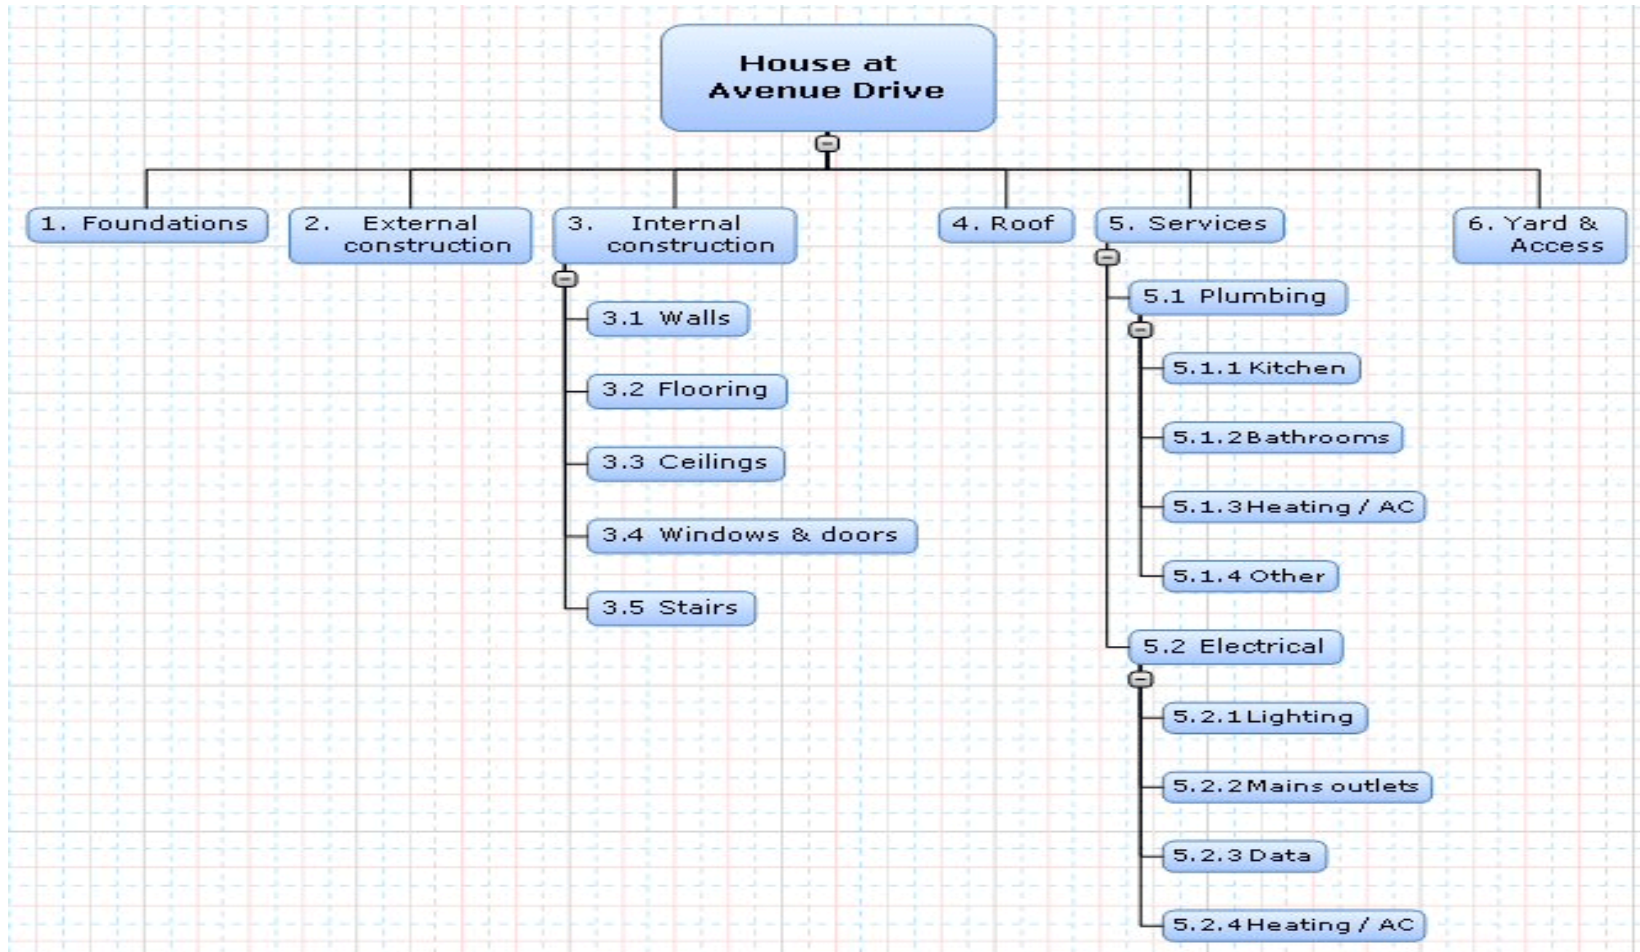 House at
Avenue Drive
1. Foundations
2. External
construction
3. Internal
construction
3.1 Walls
3.2 Flooring
3.3 Ceilings
3.4 Windows & doors
3.5 Stairs
4. Roof
5. Services
5.1 Plumbing
5.1.1 Kitchen
5.1.2 Bathrooms
5.1.3 Heating / AC
5.1.4 Other
5.2 Electrical
5.2.1 Lighting
5.2.2 Mains outlets
5.2.3 Data
5.2.4 Heating / AC
6. Yard &
Access